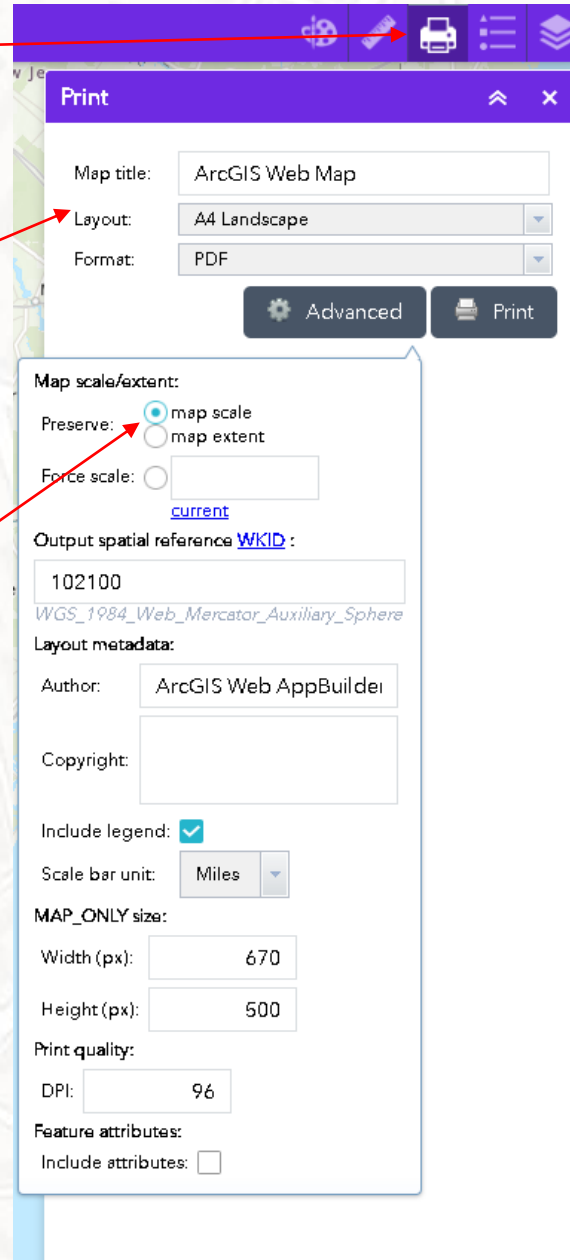 w Je
Print
Map title: ArcGIS Web Map
Layout: A4 Landscape
Format: PDF
Advanced Print
Map scale/extent:
Preserve: map scale
map extent
Force scale:
current
Output spatial reference WKID :
102100
WGS_1984_Web_Mercator_Auxiliary_Sphere
Layout metadata:
Author: ArcGIS Web AppBuilder
Copyright:
Include legend:
Scale bar unit: Miles
MAP_ONLY size:
Width (px): 670
Height (px): 500
Print quality:
DPI: 96
Feature attributes:
Include attributes: